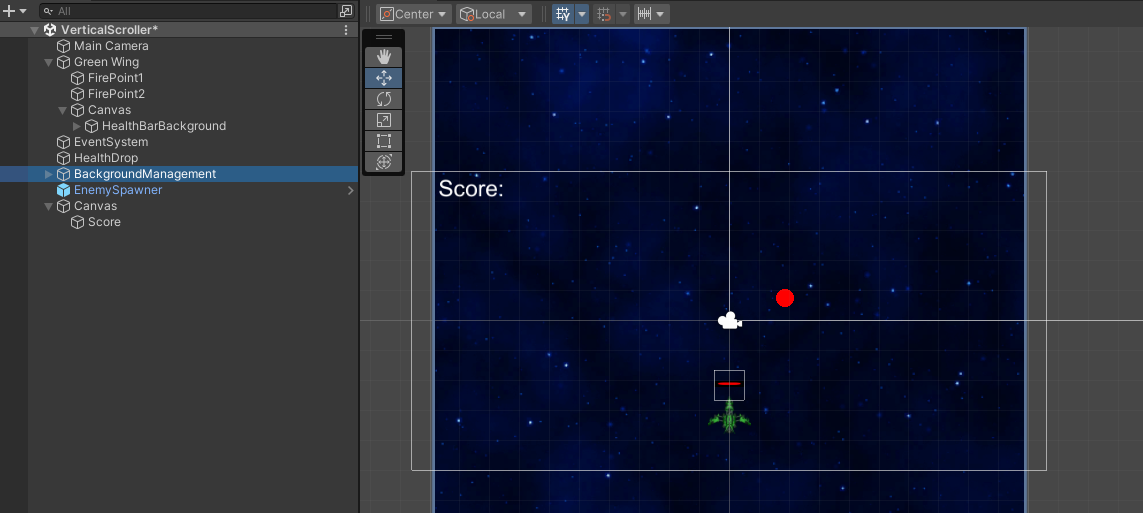 All
Center
Local
VerticalScroller*
Main Camera
Green Wing
FirePoint1
FirePoint2
Canvas
HealthBarBackground
EventSystem
HealthDrop
BackgroundManagement
EnemySpawner
Canvas
Score
Score: